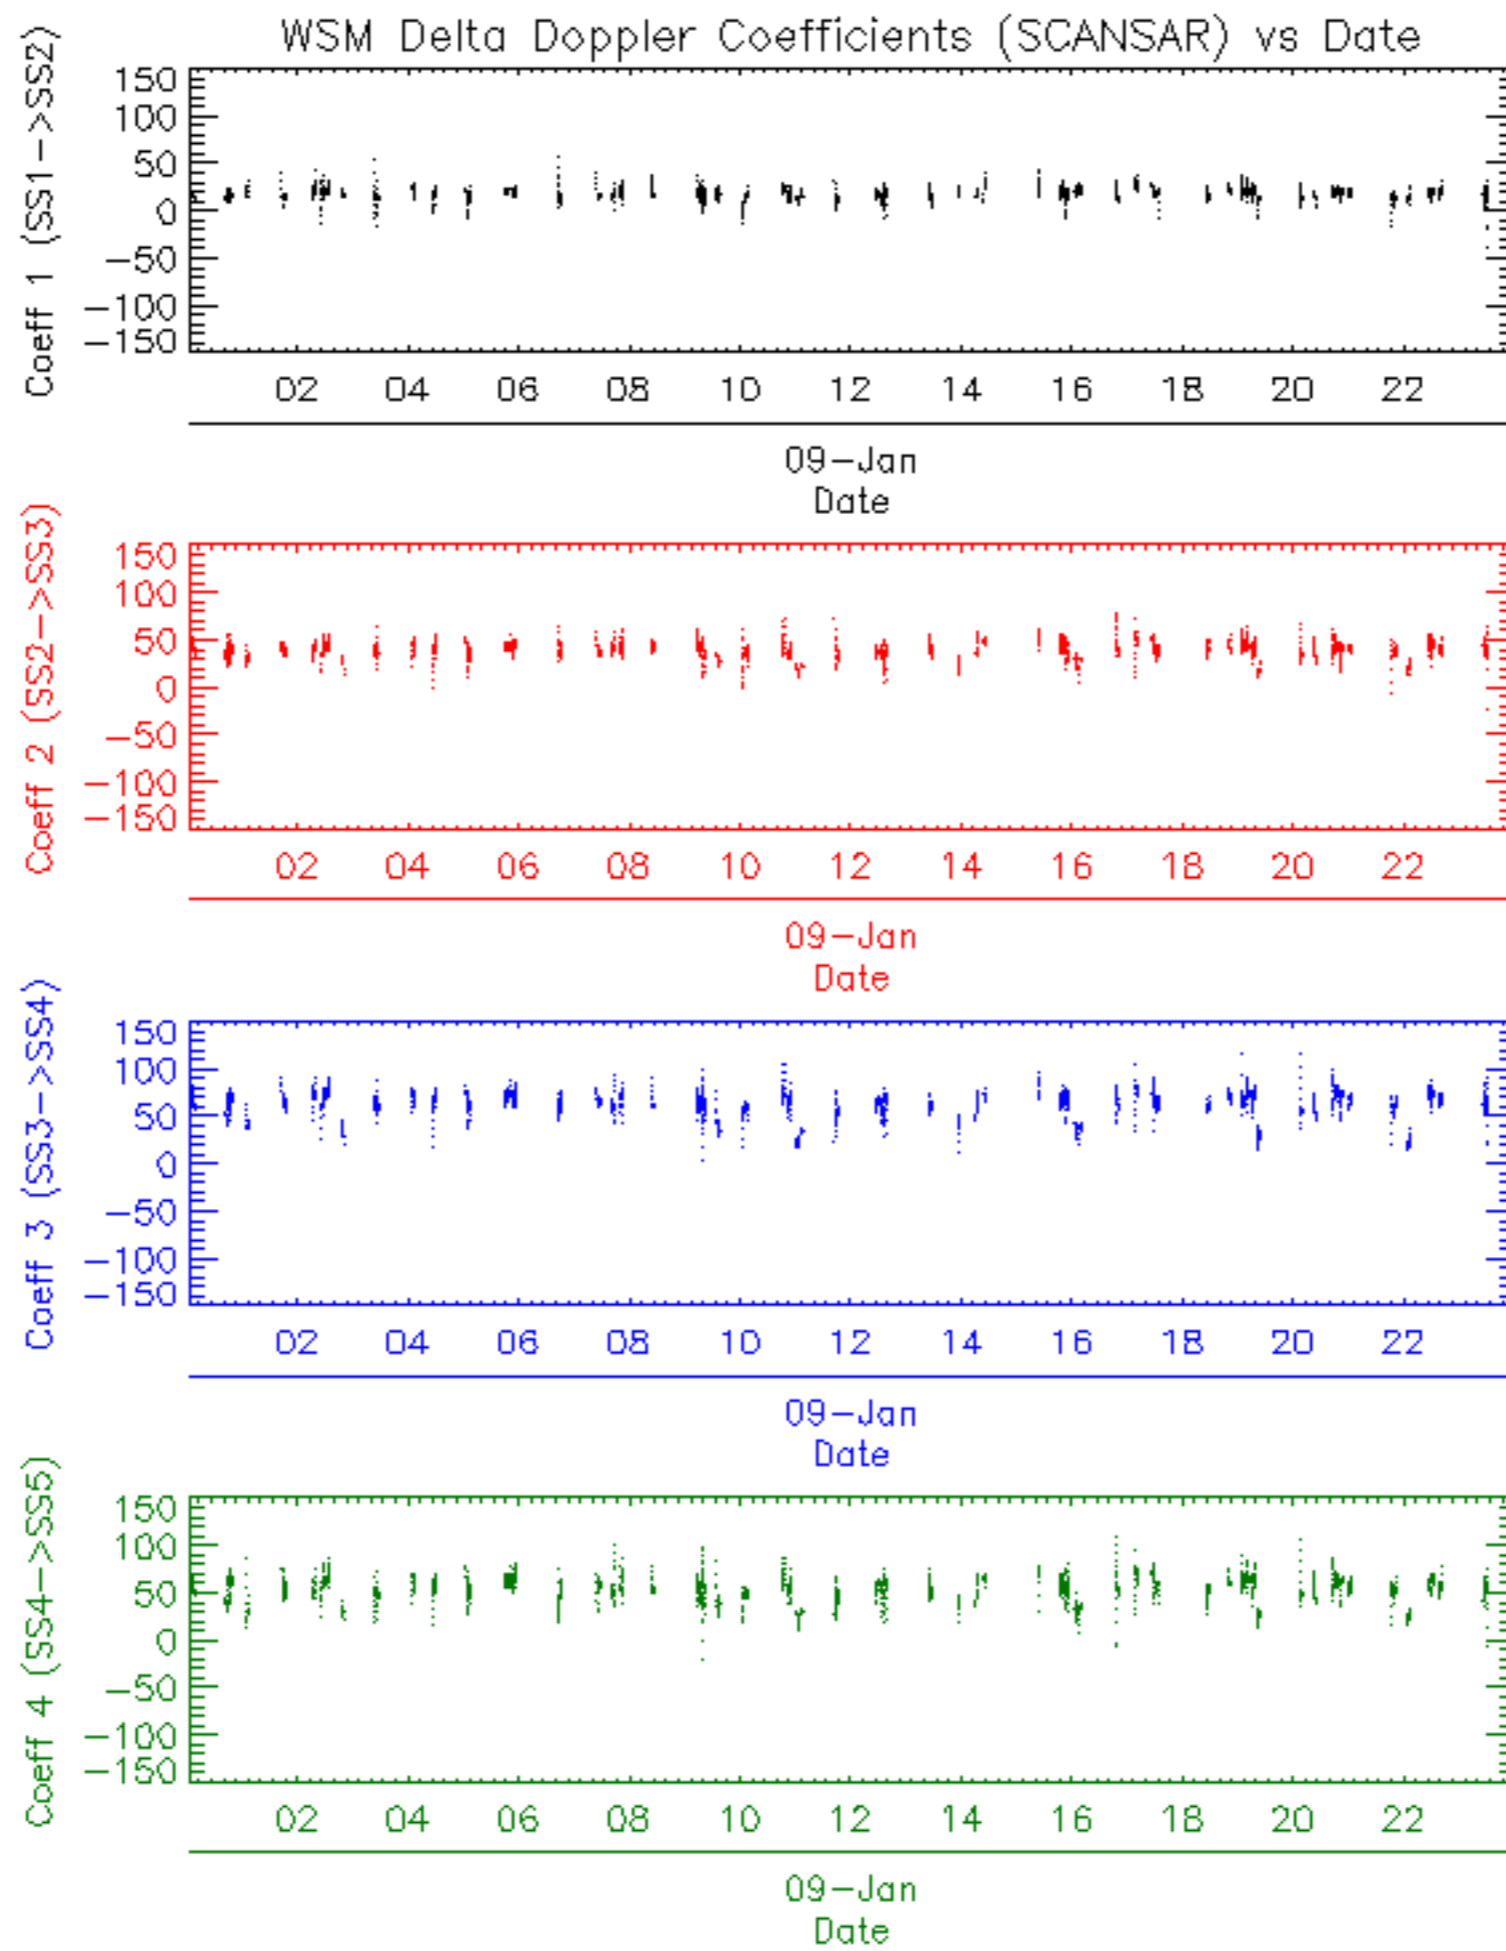 WSM Delta Doppler Coefficients (SCANSAR) vs Date
Coeff 1 (SS1->SS2)
150
100
50
0
-50
-100
-150
02 04 06 08 10 12 14 16 18 20 22
09-Jan
Date
Coeff 2 (SS2->SS3)
150
100
50
0
-50
-100
-150
02 04 06 08 10 12 14 16 18 20 22
09-Jan
Date
Coeff 3 (SS3->SS4)
150
100
50
0
-50
-100
-150
02 04 06 08 10 12 14 16 18 20 22
09-Jan
Date
Coeff 4 (SS4->SS5)
150
100
50
0
-50
-100
-150
02 04 06 08 10 12 14 16 18 20 22
09-Jan
Date